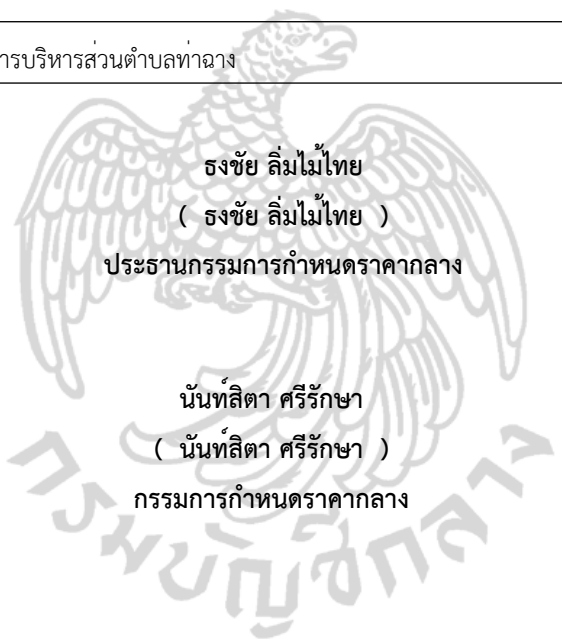 ารบริหารส่วนตำบลท่าฉาง
ธงชัย ลิ่มไม้ไทย
( ธงชัย ลิ่มไม้ไทย )
ประธานกรรมการกำหนดราคากลาง
นันท์สิตา ศรีรักษา
( นันท์สิตา ศรีรักษา )
กรรมการกำหนดราคากลาง
กรมบัญชีกลาง